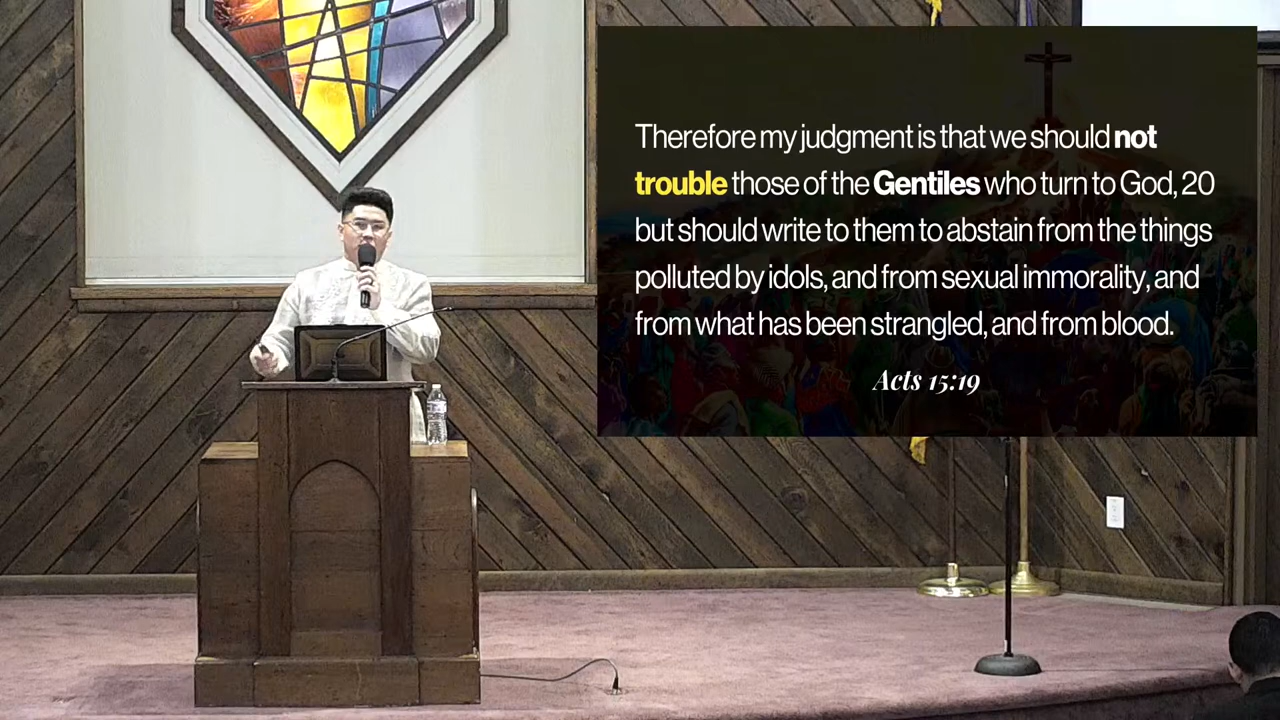 Therefore my judgment is that we should not
trouble those of the Gentiles who turn to God, 20
but should write to them to abstain from the things
polluted by idols, and from sexual immorality, and
from what has been strangled, and from blood.
Acts 15:19